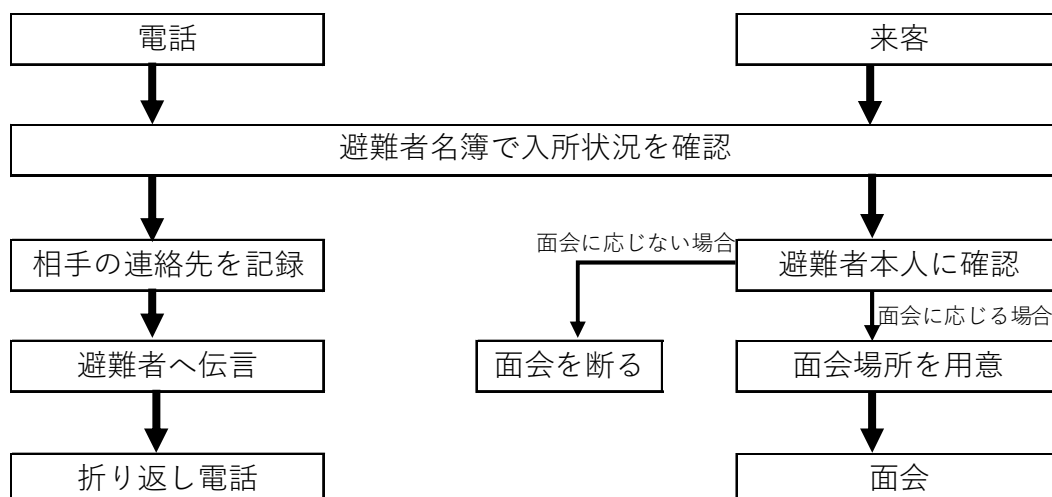 電話
来客
避難者名簿で入所状況を確認
面会に応じない場合
相手の連絡先を記録
避難者本人に確認
面会に応じる場合
避難者へ伝言
面会を断る
面会場所を用意
折り返し電話
面会